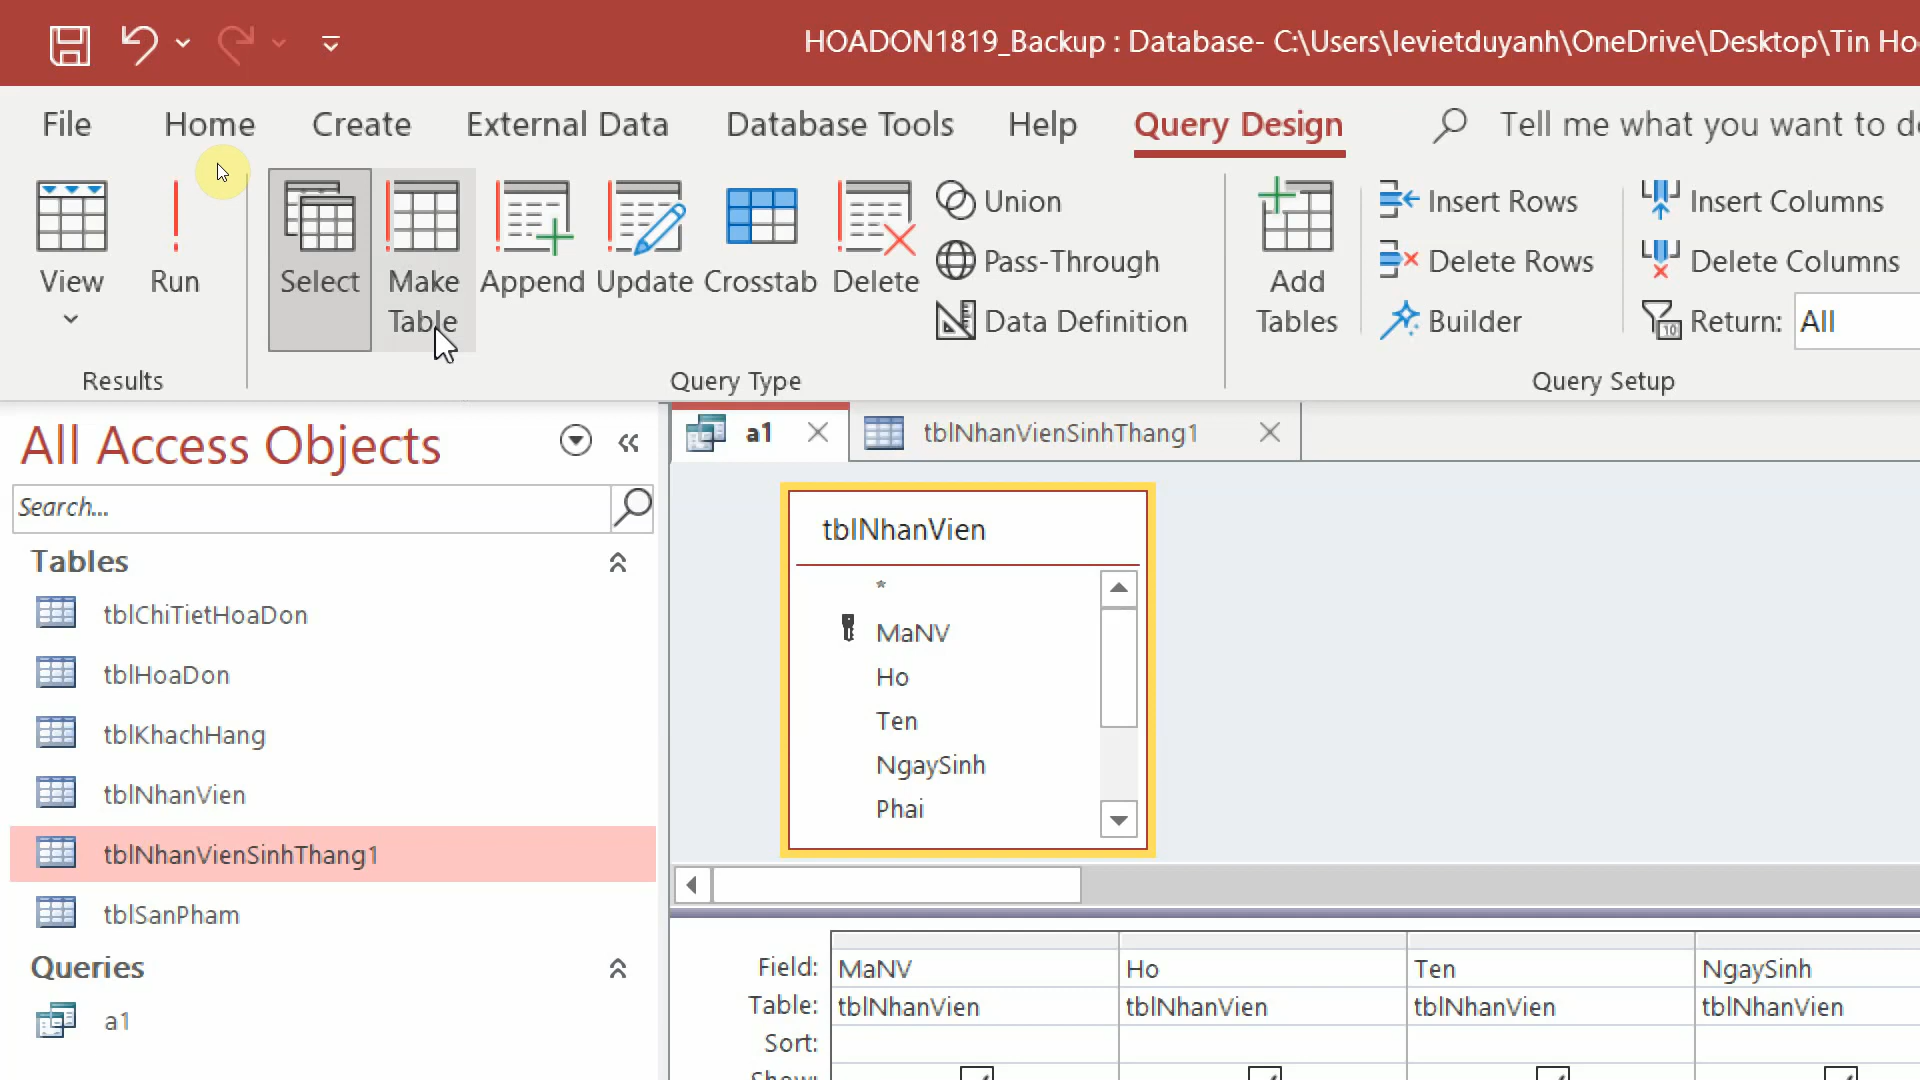 HOADON1819_Backup : Database- C:\Users\levietduyanh\OneDrive\Desktop\Tin Ho
File Home Create External Data Database Tools Help Query Design Tell me what you want to d
View Run Select Make Table Append Update Crosstab Delete
Union
Pass-Through
Data Definition
Add Tables
Insert Rows
Delete Rows
Builder
Insert Columns
Delete Columns
10 Return: All
Results Query Type Query Setup
All Access Objects
Search...
Tables
tblChiTietHoaDon
tblHoaDon
tblKhachHang
tblNhanVien
tblNhanVienSinhThang1
tblSanPham
Queries
a1
a1 tblNhanVienSinhThang1
tblNhanVien
*
MaNV
Ho
Ten
NgaySinh
Phai
Field: MaNV Ho Ten NgaySinh
Table: tblNhanVien tblNhanVien tblNhanVien tblNhanVien
Sort:
Show: